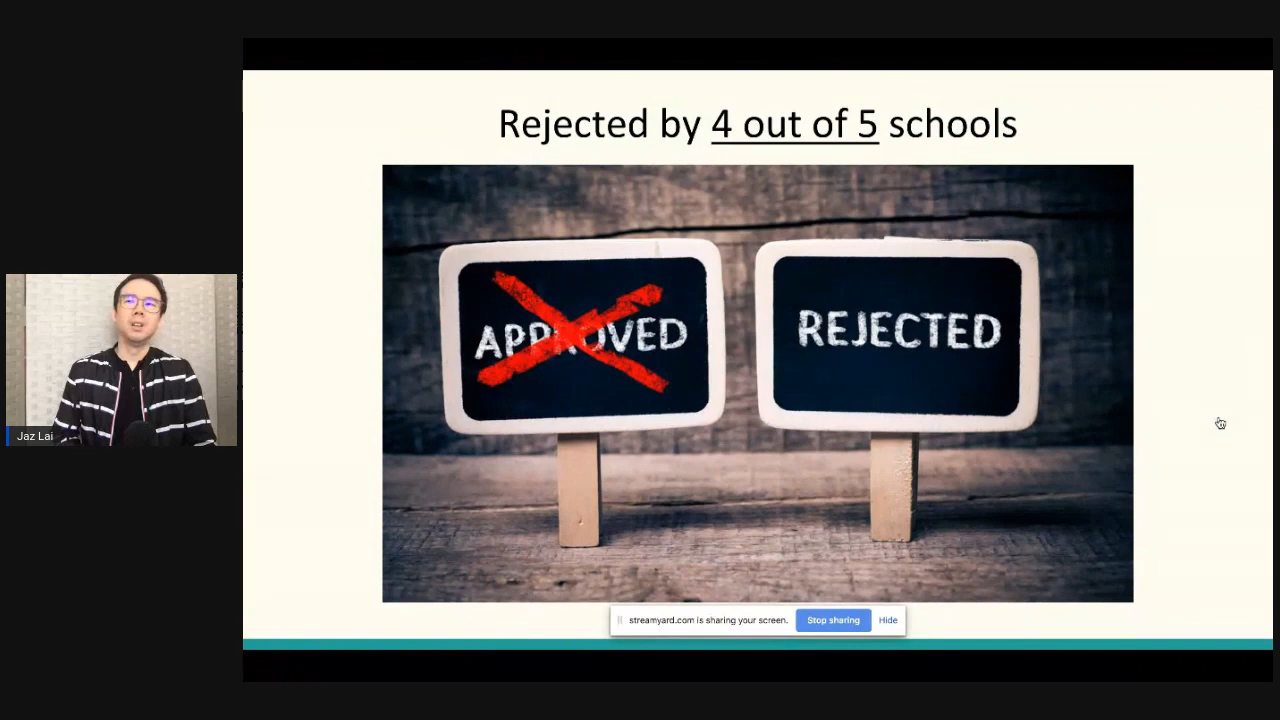 Rejected by 4 out of 5 schools
APPROVED
REJECTED
Jaz Lai
streamyard.com is sharing your screen.
Stop sharing
Hide